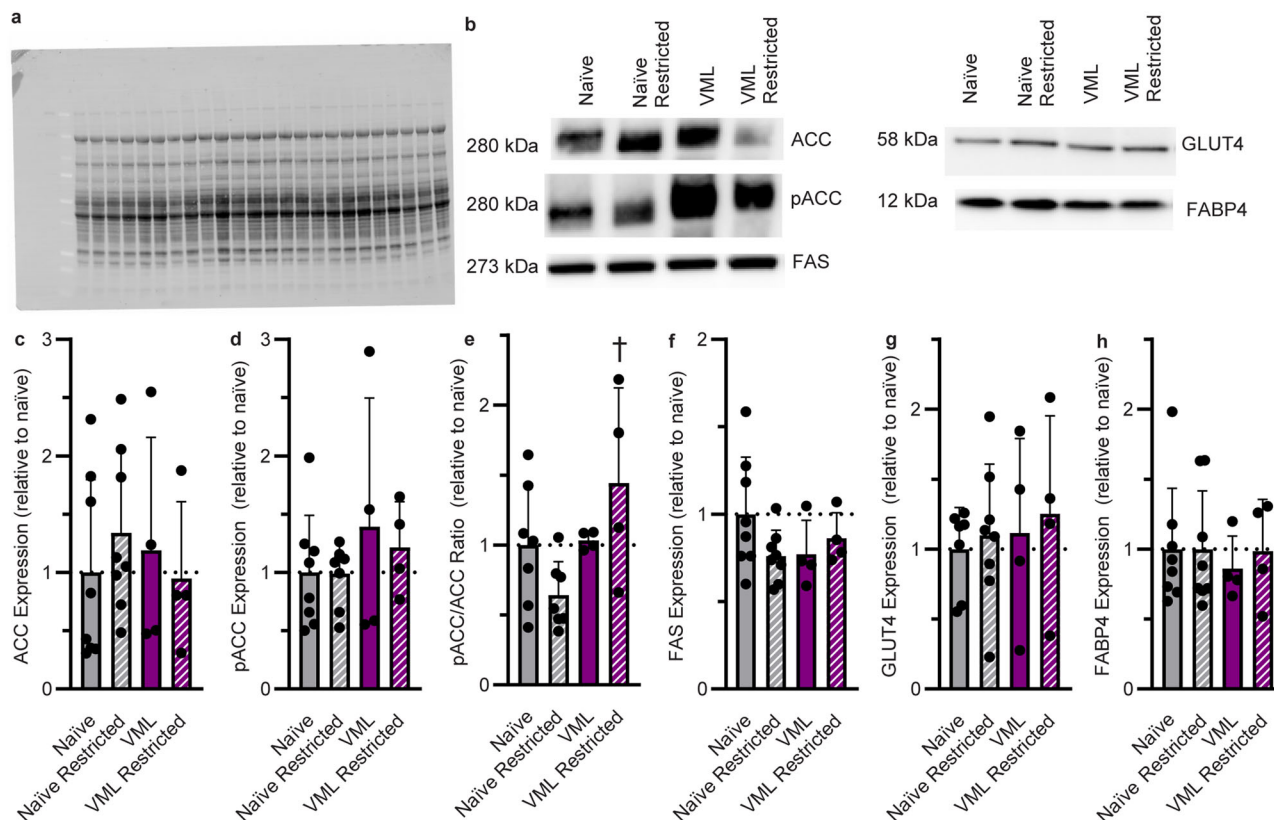 a
b
Naïve
Naïve
Restricted
VML
VML
Restricted
280 kDa
ACC
280 kDa
pACC
273 kDa
FAS
Naïve
Naïve
Restricted
VML
VML
Restricted
58 kDa
GLUT4
12 kDa
FABP4
c
ACC Expression (relative to naïve)
3
2
1
0
Naïve
Naïve Restricted
VML
VML Restricted
d
pACC Expression (relative to naïve)
3
2
1
0
Naïve
Naïve Restricted
VML
VML Restricted
e
pACC/ACC Ratio (relative to naïve)
2
1
0
†
Naïve
Naïve Restricted
VML
VML Restricted
f
FAS Expression (relative to naïve)
2
1
0
Naïve
Naïve Restricted
VML
VML Restricted
g
GLUT4 Expression (relative to naïve)
2
1
0
Naïve
Naïve Restricted
VML
VML Restricted
h
FABP4 Expression (relative to naïve)
2
1
0
Naïve
Naïve Restricted
VML
VML Restricted